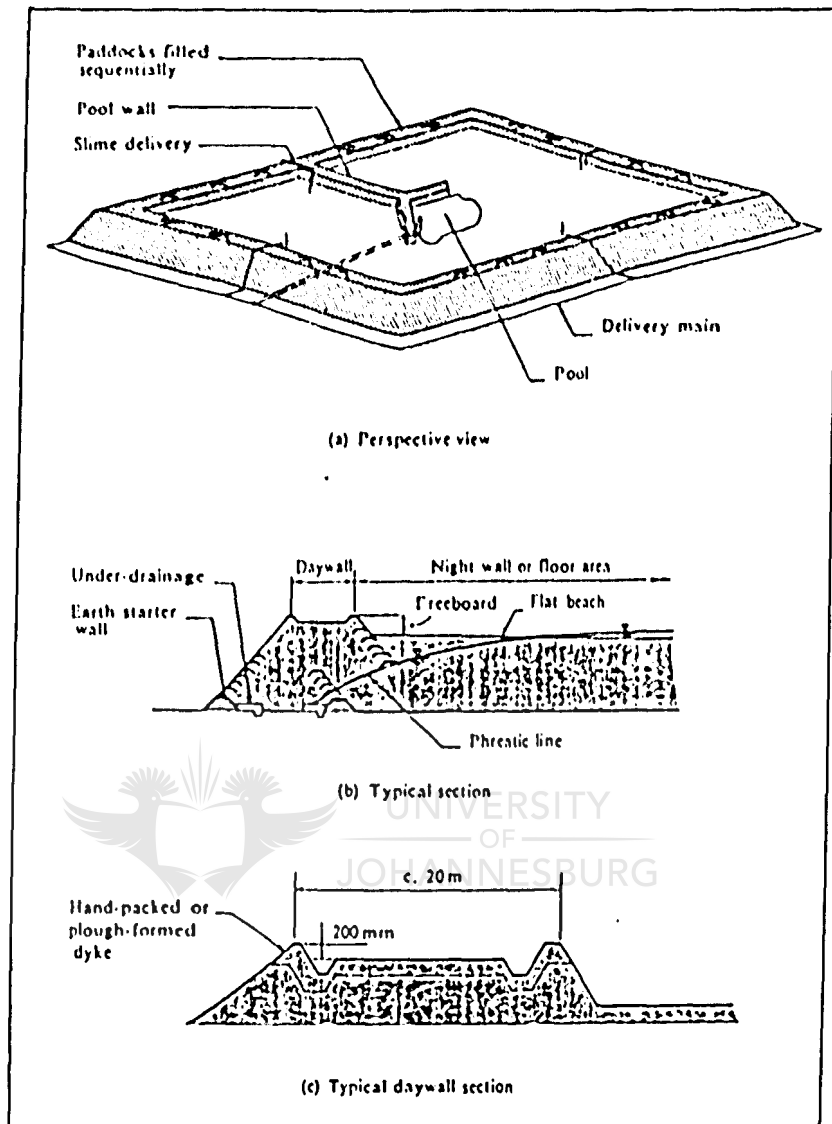 Paddocks filled
sequentially
Pool wall
Slime delivery
Delivery main
Pool
(a) Perspective view
Under-drainage
Earth starter
wall
Daywall
Night wall or floor area
Freeboard
Flat beach
Phreatic line
(b) Typical section
UNIVERSITY
OF
JOHANNESBURG
c. 20 m
Hand-packed or
plough-formed
dyke
200 mm
(c) Typical daywall section